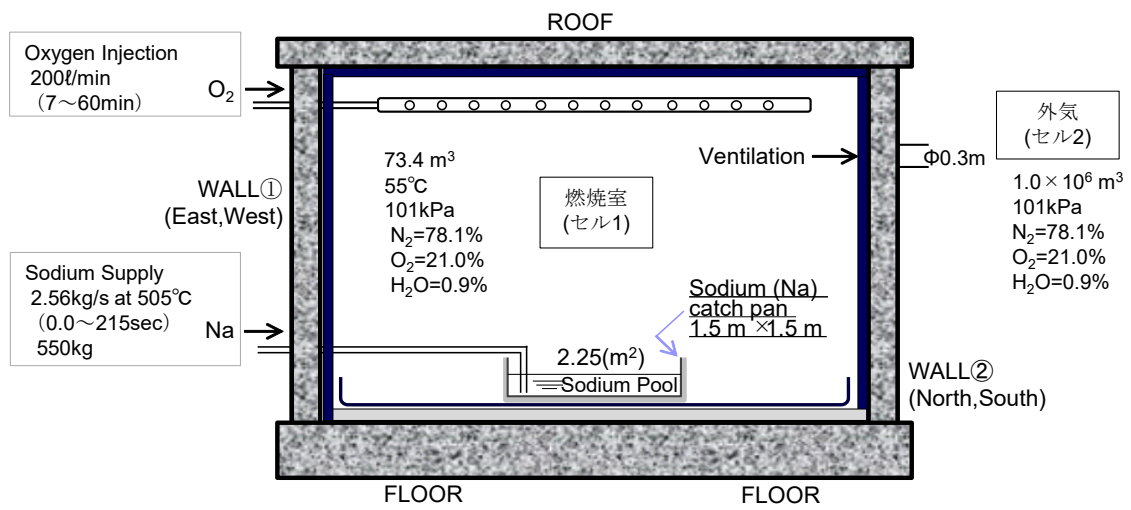 ROOF
Oxygen Injection
200ℓ/min
(7～60min)
O₂
73.4 m³
55℃
101kPa
N₂=78.1%
O₂=21.0%
H₂O=0.9%
燃焼室
(セル1)
Ventilation
Φ0.3m
外気
(セル2)
1.0×10⁶ m³
101kPa
N₂=78.1%
O₂=21.0%
H₂O=0.9%
WALL①
(East,West)
Sodium Supply
2.56kg/s at 505℃
(0.0～215sec)
550kg
Na
Sodium (Na)
catch pan
1.5 m ×1.5 m
2.25(m²)
Sodium Pool
WALL②
(North,South)
FLOOR
FLOOR